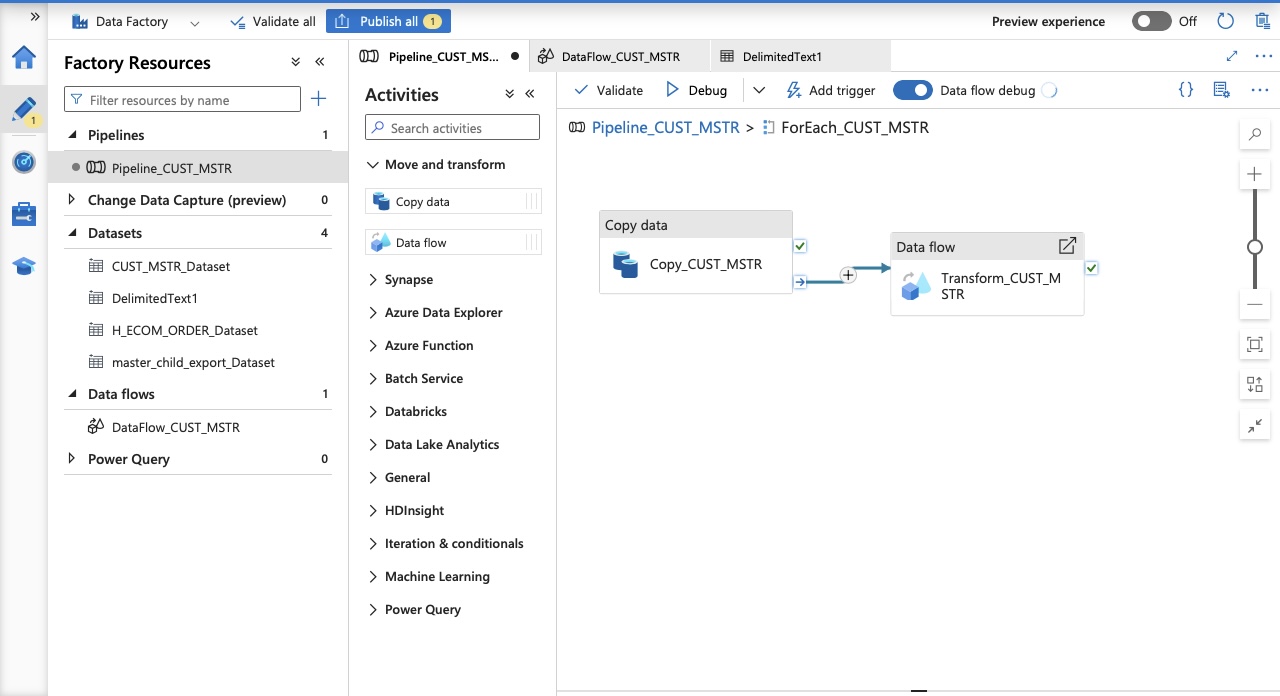 Data Factory
Validate all
Publish all 1
Preview experience
Off
1
Factory Resources
Filter resources by name
Pipelines 1
Pipeline_CUST_MSTR
Change Data Capture (preview) 0
Datasets 4
CUST_MSTR_Dataset
DelimitedText1
H_ECOM_ORDER_Dataset
master_child_export_Dataset
Data flows 1
DataFlow_CUST_MSTR
Power Query 0
Pipeline_CUST_MS...
DataFlow_CUST_MSTR
DelimitedText1
Activities
Search activities
Move and transform
Copy data
Data flow
Synapse
Azure Data Explorer
Azure Function
Batch Service
Databricks
Data Lake Analytics
General
HDInsight
Iteration & conditionals
Machine Learning
Power Query
Validate
Debug
Add trigger
Data flow debug
Pipeline_CUST_MSTR > ForEach_CUST_MSTR
Copy data
Copy_CUST_MSTR
Data flow
Transform_CUST_M
STR